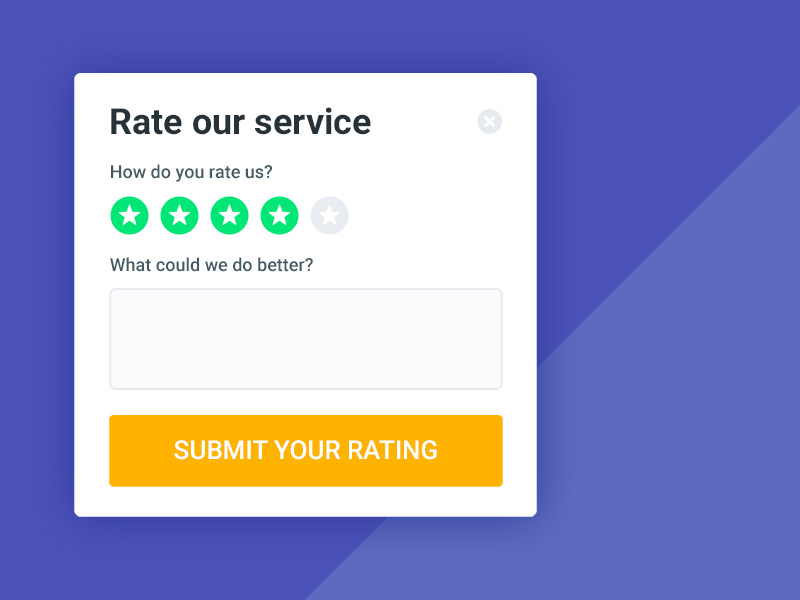 Rate our service
How do you rate us?
What could we do better?
SUBMIT YOUR RATING